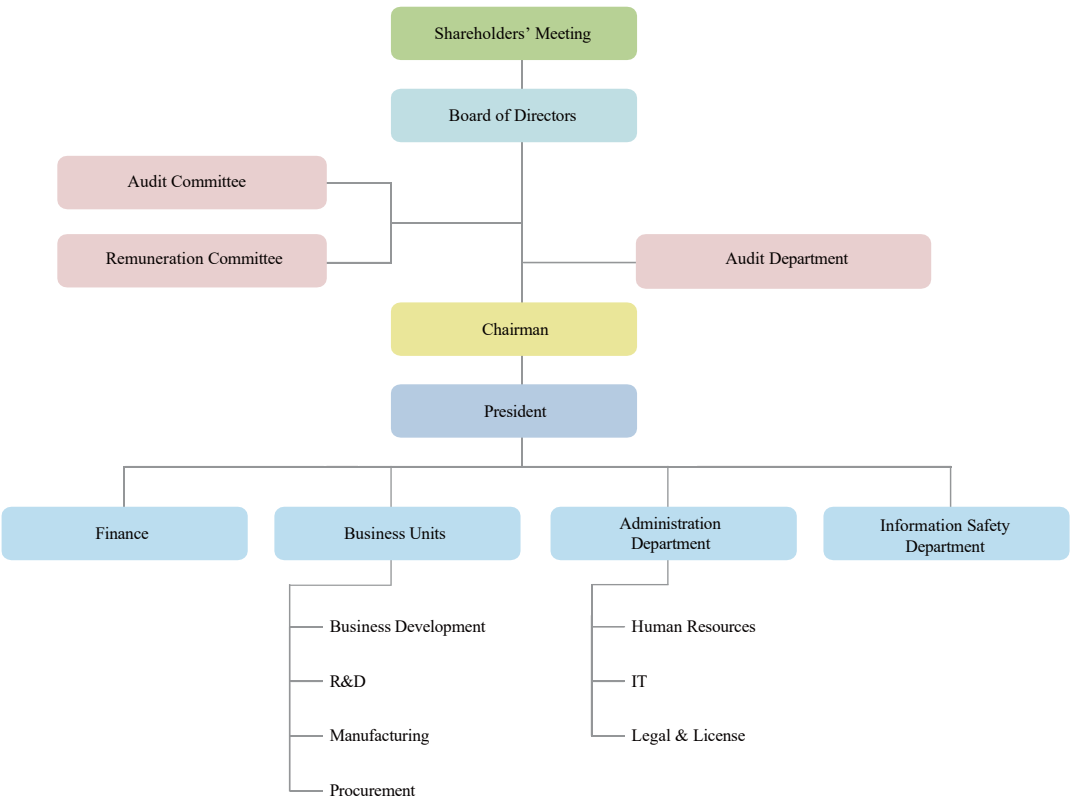 Shareholders’ Meeting
Board of Directors
Audit Committee
Remuneration Committee
Audit Department
Chairman
President
Finance
Business Units
Administration
Department
Information Safety
Department
Business Development
R&D
Manufacturing
Procurement
Human Resources
IT
Legal & License